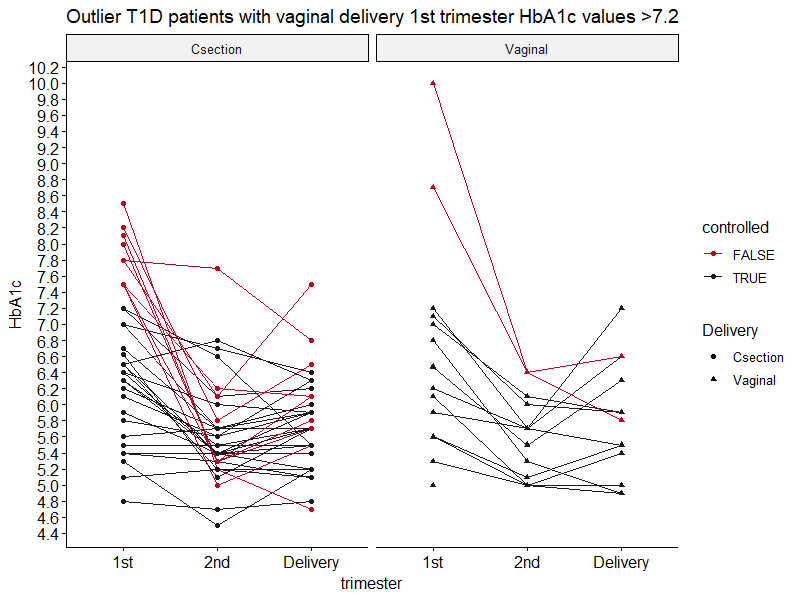 Outlier T1D patients with vaginal delivery 1st trimester HbA1c values >7.2
Csection
Vaginal
10.2
10.0
9.8
9.6
9.4
9.2
9.0
8.8
8.6
8.4
8.2
8.0
7.8
7.6
7.4
7.2
7.0
6.8
6.6
6.4
6.2
6.0
5.8
5.6
5.4
5.2
5.0
4.8
4.6
4.4
HbA1c
1st
2nd
Delivery
1st
2nd
Delivery
trimester
controlled
FALSE
TRUE
Delivery
Csection
Vaginal